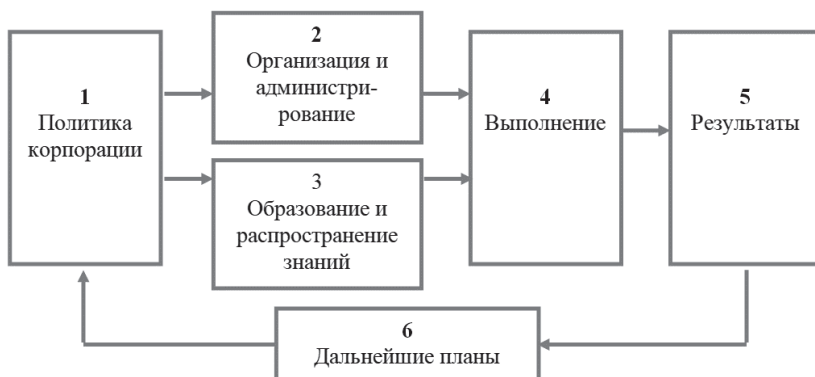 1
Политика
корпорации
2
Организация и
администри-
рование
3
Образование и
распространение
знаний
4
Выполнение
5
Результаты
6
Дальнейшие планы